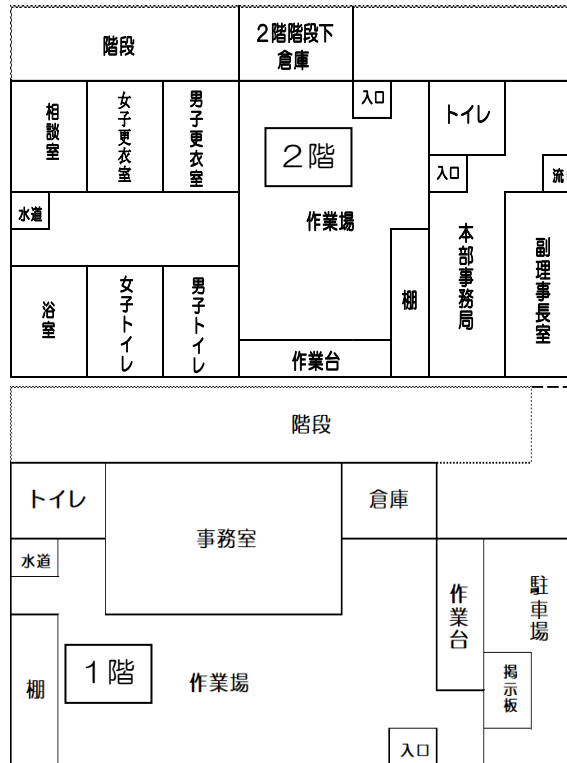 階段
2階階段下
倉庫
相談室
女子更衣室
男子更衣室
入口
トイレ
2階
入口
流
水道
作業場
本部事務局
副理事長室
浴室
女子トイレ
男子トイレ
棚
作業台
階段
トイレ
事務室
倉庫
水道
作業台
駐車場
棚
1階
作業場
掲示板
入口